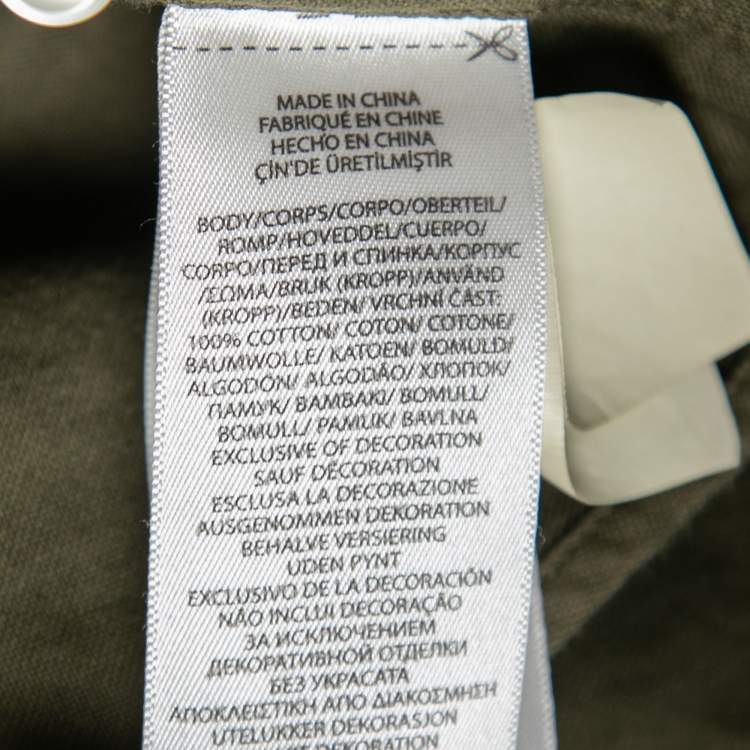 MADE IN CHINA
FABRIQUÉ EN CHINE
HECHO EN CHINA
ÇİN'DE ÜRETİLMİŞTİR
BODY/CORPS/CORPO/OBERTEIL/
ROMP/HOVEDDEL/CUERPO/
CORPO/ПЕРЕД И СПИНКА/КОРПУС
/ΣΩΜΑ/BRUK (KROPP)/ANVÄND
(KROPP)/BEDEN/ VRCHNÍ ČÁST:
100% COTTON/ COTON/ COTONE/
BAUMWOLLE/ KATOEN/ BOMULD/
ALGODON/ ALGODÃO/ ХЛОПОК/
ПАМУК/ ΒΑΜΒΑΚΙ/ BOMULL/
BOMULL/ PAMUK/ BAVLNA
EXCLUSIVE OF DECORATION
SAUF DÉCORATION
ESCLUSA LA DECORAZIONE
AUSGENOMMEN DEKORATION
BEHALVE VERSIERING
UDEN PYNT
EXCLUSIVO DE LA DECORACIÓN
NÃO INCLUI DECORAÇÃO
ЗА ИСКЛЮЧЕНИЕМ
ДЕКОРАТИВНОЙ ОТДЕЛКИ
БЕЗ УКРАСАТА
ΑΠΟΚΛΕΙΣΤΙΚΗ ΑΠΟ ΔΙΑΚΟΣΜΗΣΗ
UTELUKKER DEKORASJON
DEKORATION